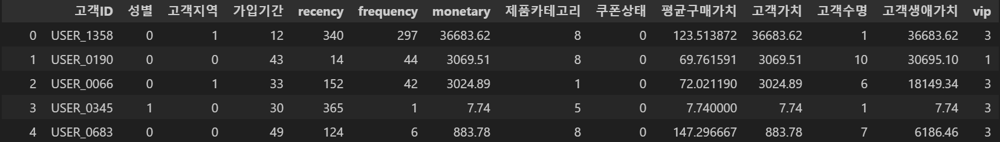 고객ID 성별 고객지역 가입기간 recency frequency monetary 제품카테고리 쿠폰상태 평균구매가치 고객가치 고객수명 고객생애가치 vip
0 USER_1358 0 1 12 340 297 36683.62 8 0 123.513872 36683.62 1 36683.62 3
1 USER_0190 0 0 43 14 44 3069.51 8 0 69.761591 3069.51 10 30695.10 1
2 USER_0066 0 1 33 152 42 3024.89 1 0 72.021190 3024.89 6 18149.34 3
3 USER_0345 1 0 30 365 1 7.74 5 0 7.740000 7.74 1 7.74 3
4 USER_0683 0 0 49 124 6 883.78 8 0 147.296667 883.78 7 6186.46 3